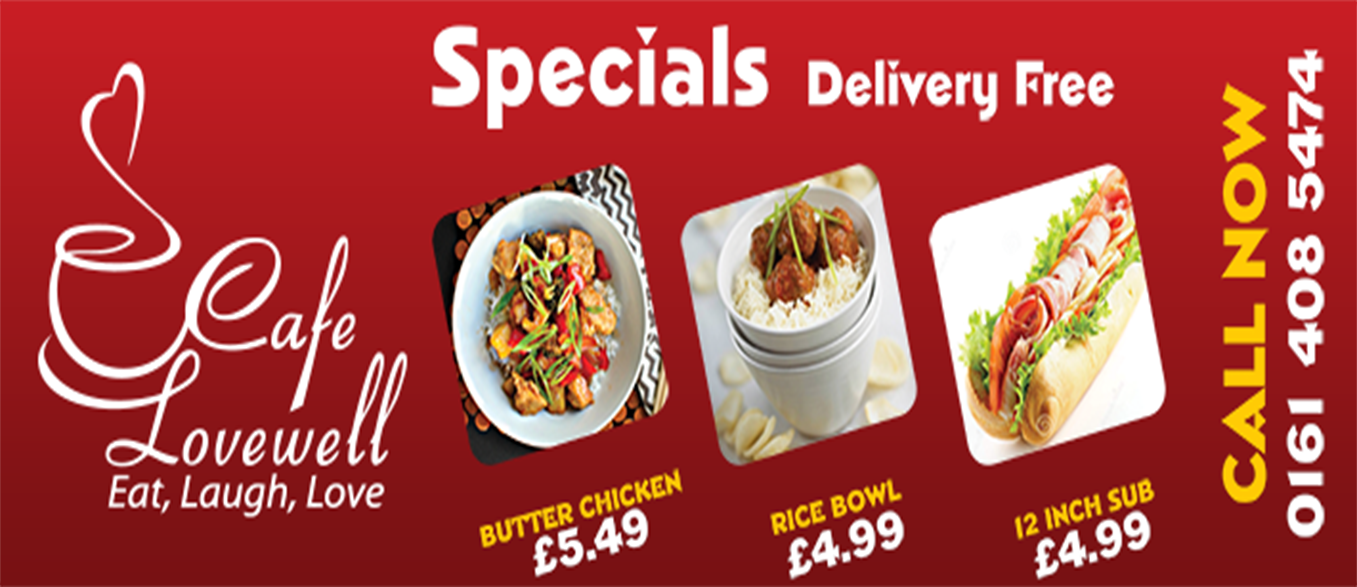 Cafe
Lovewell
Eat, Laugh, Love
Specials Delivery Free
BUTTER CHICKEN
£5.49
RICE BOWL
£4.99
12 INCH SUB
£4.99
CALL NOW
0161 408 5474